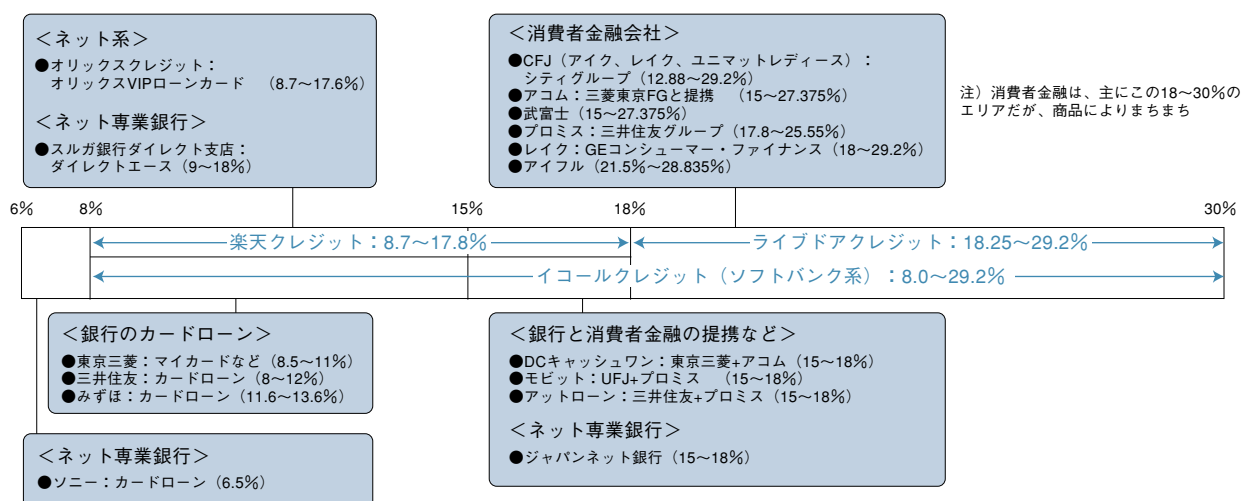 ＜ネット系＞
●オリックスクレジット：
オリックスVIPローンカード　（8.7～17.6％）
＜ネット専業銀行＞
●スルガ銀行ダイレクト支店：
ダイレクトエース（9～18％）
＜消費者金融会社＞
●CFJ（アイク、レイク、ユニマットレディース）：
シティグループ（12.88～29.2％）
●アコム：三菱東京FGと提携　（15～27.375％）
●武富士（15～27.375％）
●プロミス：三井住友グループ（17.8～25.55％）
●レイク：GEコンシューマー・ファイナンス（18～29.2％）
●アイフル（21.5％～28.835％）
注）消費者金融は、主にこの18～30％の
エリアだが、商品によりまちまち
6％　8％　15％　18％　30％
楽天クレジット：8.7～17.8％　ライブドアクレジット：18.25～29.2％
イコールクレジット（ソフトバンク系）：8.0～29.2％
＜銀行のカードローン＞
●東京三菱：マイカードなど（8.5～11％）
●三井住友：カードローン（8～12％）
●みずほ：カードローン（11.6～13.6％）
＜銀行と消費者金融の提携など＞
●DCキャッシュワン：東京三菱+アコム（15～18％）
●モビット：UFJ+プロミス　（15～18％）
●アットローン：三井住友+プロミス（15～18％）
＜ネット専業銀行＞
●ジャパンネット銀行（15～18％）
＜ネット専業銀行＞
●ソニー：カードローン（6.5％）